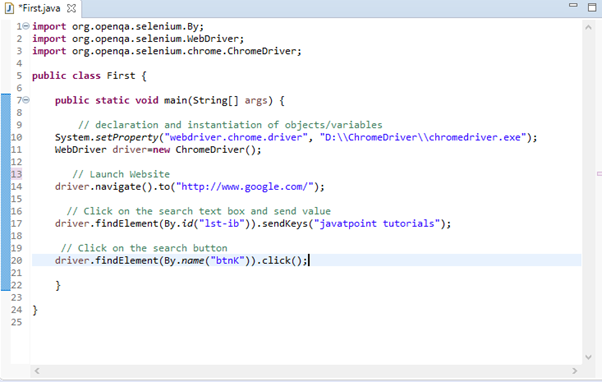 *First.java
1 import org.openqa.selenium.By;
2 import org.openqa.selenium.WebDriver;
3 import org.openqa.selenium.chrome.ChromeDriver;
4
5 public class First {
6
7     public static void main(String[] args) {
8
9         // declaration and instantiation of objects/variables
10     System.setProperty("webdriver.chrome.driver", "D:\\ChromeDriver\\chromedriver.exe");
11     WebDriver driver=new ChromeDriver();
12
13        // Launch Website
14     driver.navigate().to("http://www.google.com/");
15
16       // Click on the search text box and send value
17     driver.findElement(By.id("lst-ib")).sendKeys("javatpoint tutorials");
18
19      // Click on the search button
20     driver.findElement(By.name("btnK")).click();
21
22     }
23
24 }
25